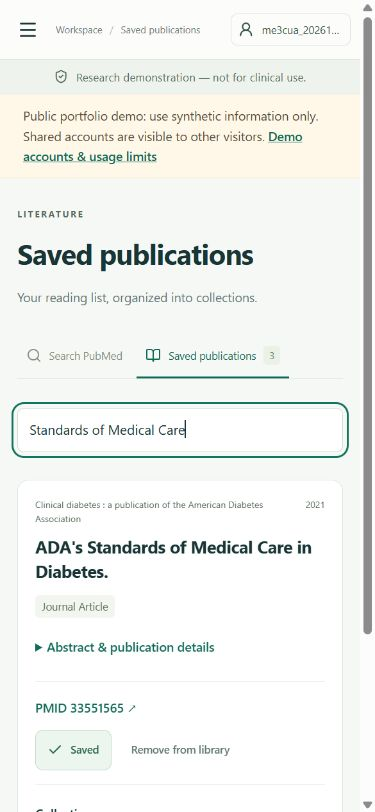 Workspace / Saved publications
me3cua_20261...
Research demonstration — not for clinical use.
Public portfolio demo: use synthetic information only.
Shared accounts are visible to other visitors. Demo
accounts & usage limits
LITERATURE
Saved publications
Your reading list, organized into collections.
Search PubMed
Saved publications 3
Standards of Medical Care
Clinical diabetes : a publication of the American Diabetes
Association
2021
ADA's Standards of Medical Care in
Diabetes.
Journal Article
Abstract & publication details
PMID 33551565 ↗
Saved
Remove from library